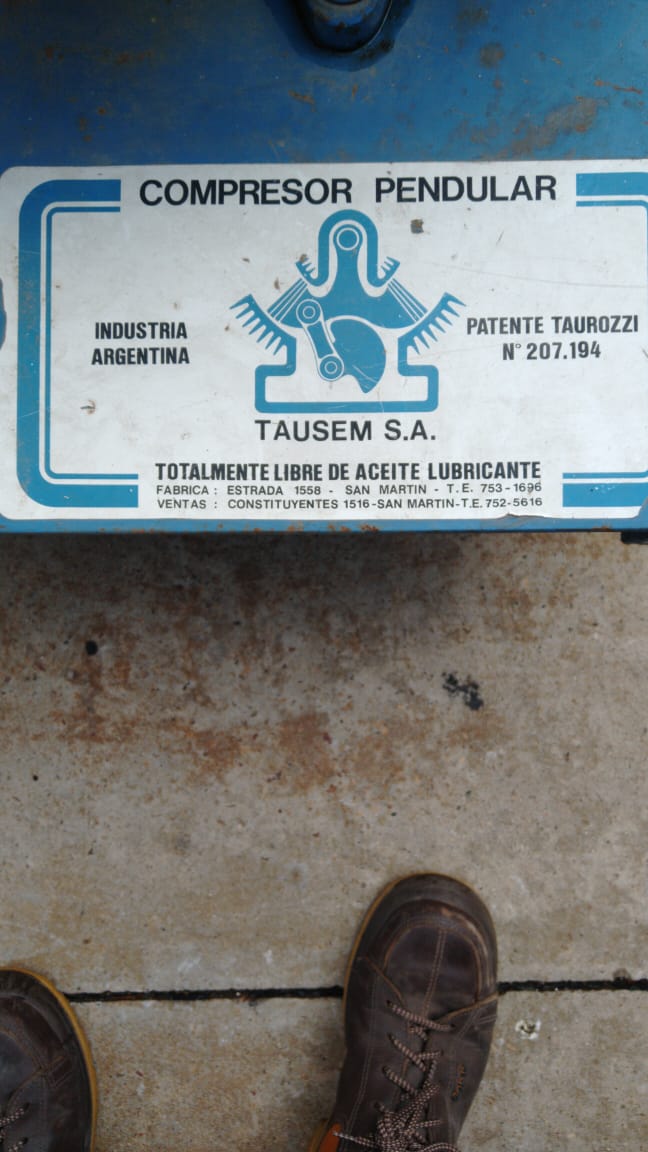 COMPRESOR PENDULAR
INDUSTRIA
ARGENTINA
PATENTE TAUROZZI
N° 207.194
TAUSEM S.A.
TOTALMENTE LIBRE DE ACEITE LUBRICANTE
FABRICA : ESTRADA 1558 - SAN MARTIN - T.E. 753-1696
VENTAS : CONSTITUYENTES 1516-SAN MARTIN-T.E. 752-5616